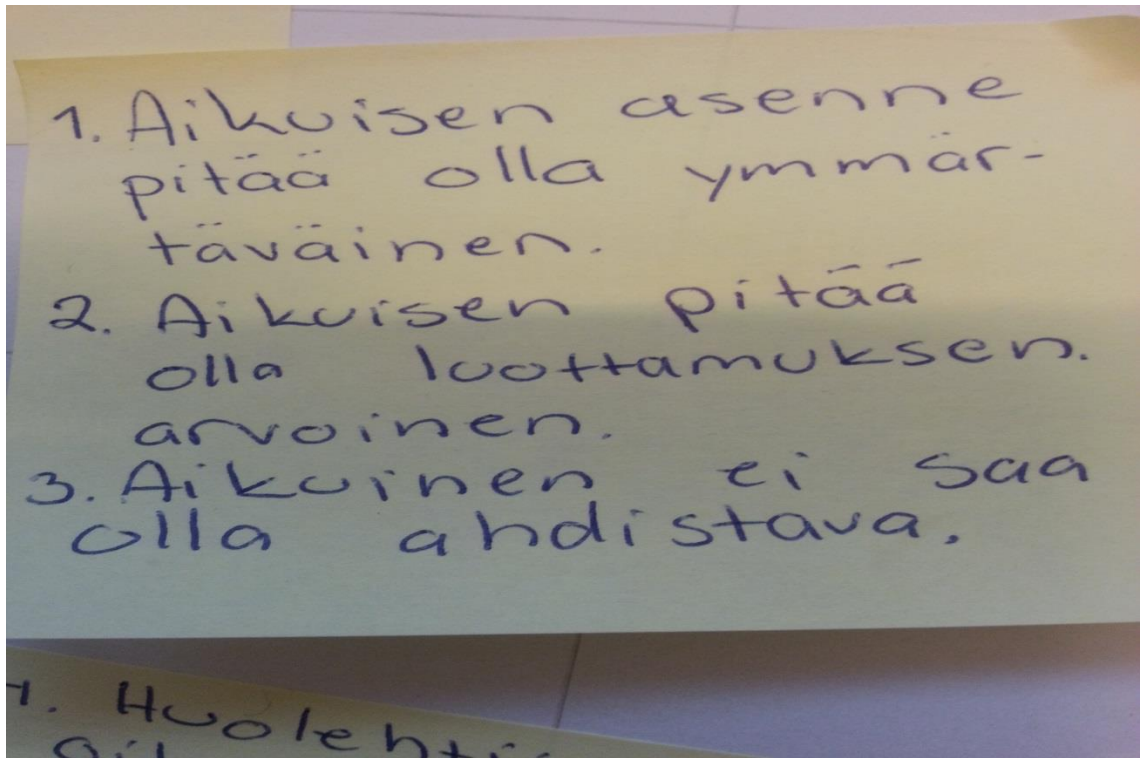 1. Aikuisen asenne
pitää olla ymmär-
täväinen.
2. Aikuisen pitää
olla luottamuksen.
arvoinen.
3. Aikuinen ei saa
olla ahdistava.
1. Huolehti